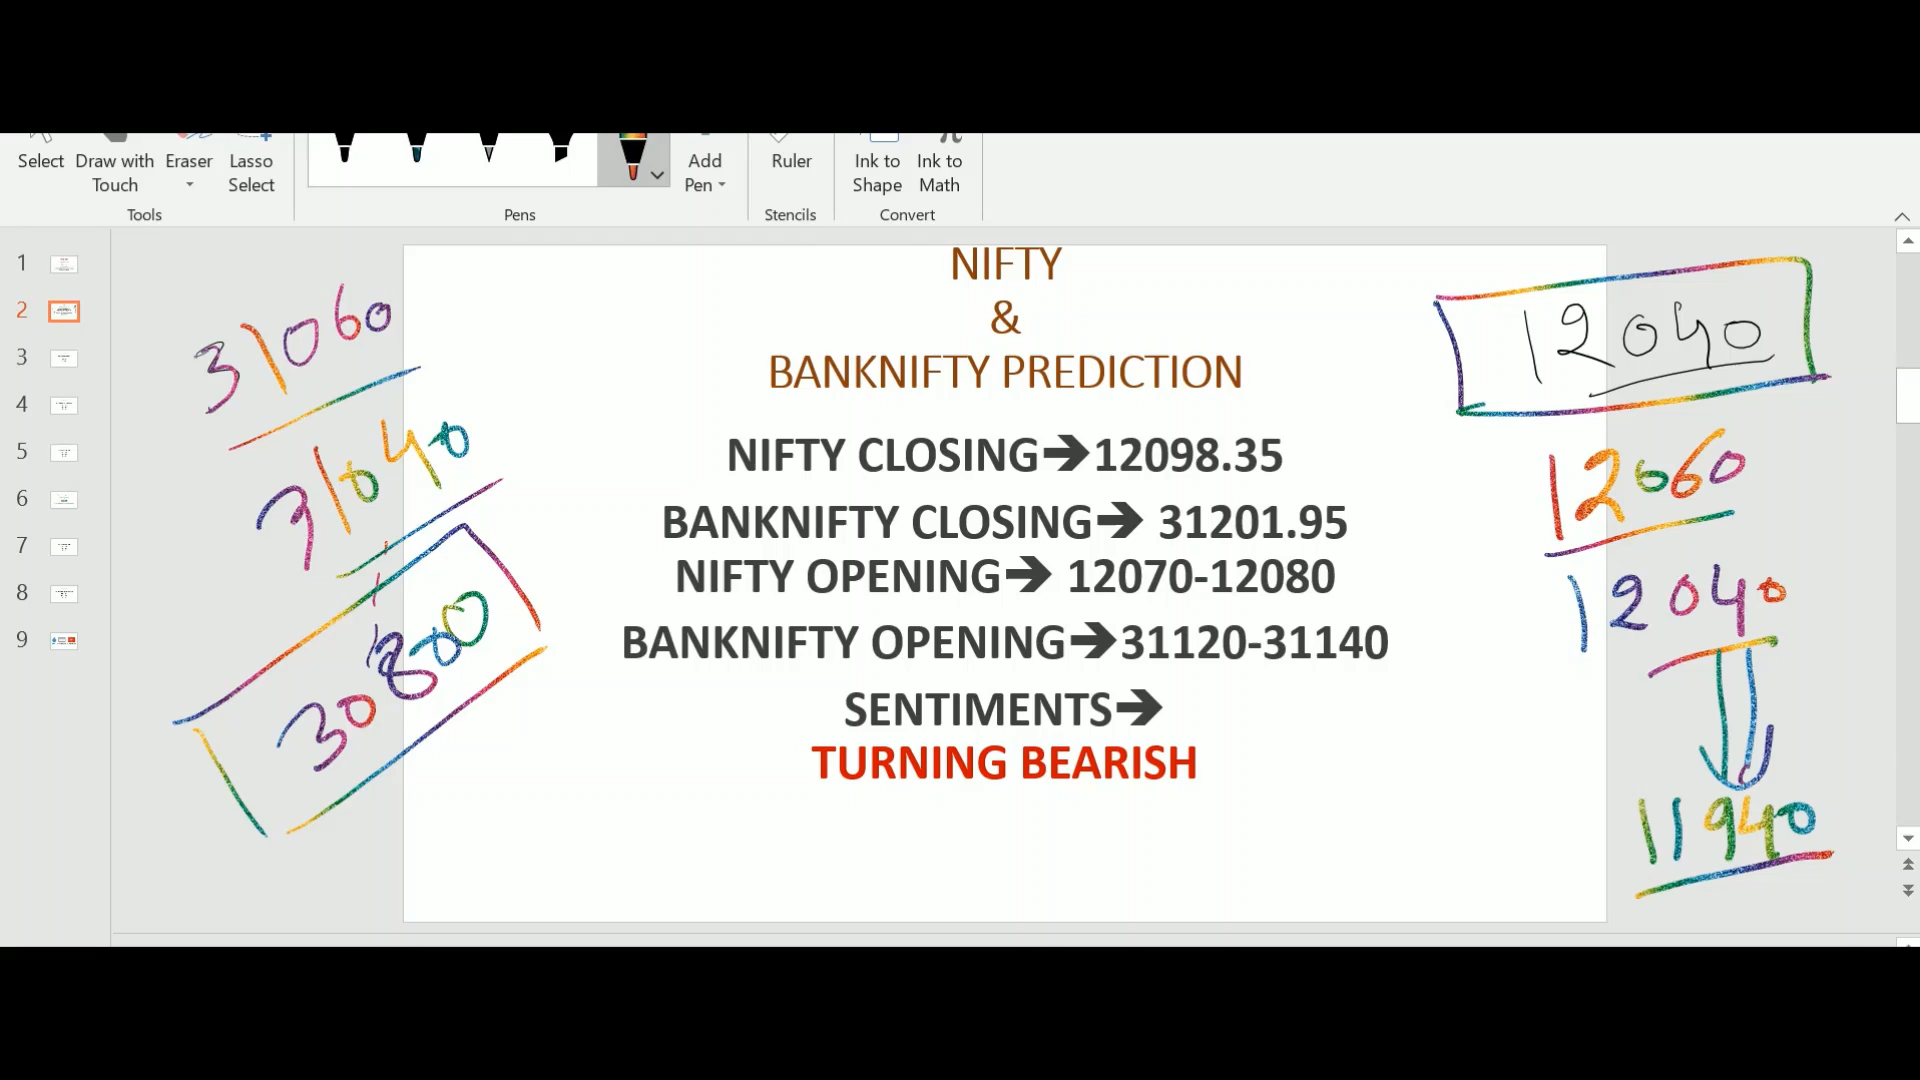 Select
Draw with
Touch
Eraser
Lasso
Select
Add
Pen
Ruler
Ink to
Shape
Ink to
Math
Tools
Pens
Stencils
Convert
1
2
3
4
5
6
7
8
9
NIFTY
&
BANKNIFTY PREDICTION
NIFTY CLOSING➔12098.35
BANKNIFTY CLOSING➔ 31201.95
NIFTY OPENING➔ 12070-12080
BANKNIFTY OPENING➔31120-31140
SENTIMENTS➔
TURNING BEARISH
31060
31040
30800
12040
12060
12040
11940